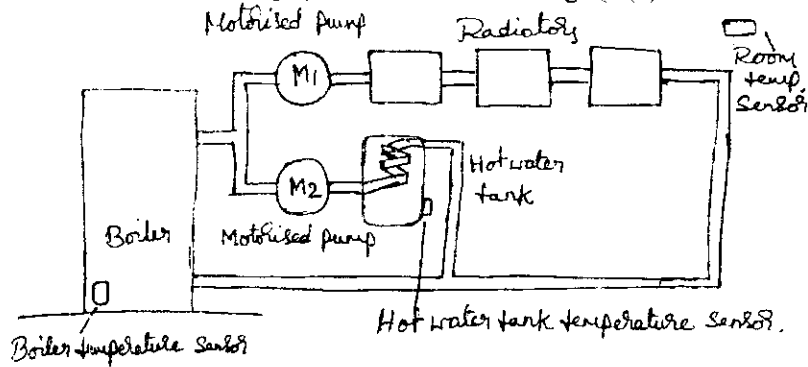 Motorised pump
Radiators
Room
temp.
Sensor
M1
M2
Hot water
tank
Boiler
Motorised pump
Hot water tank temperature sensor.
Boiler temperature sensor